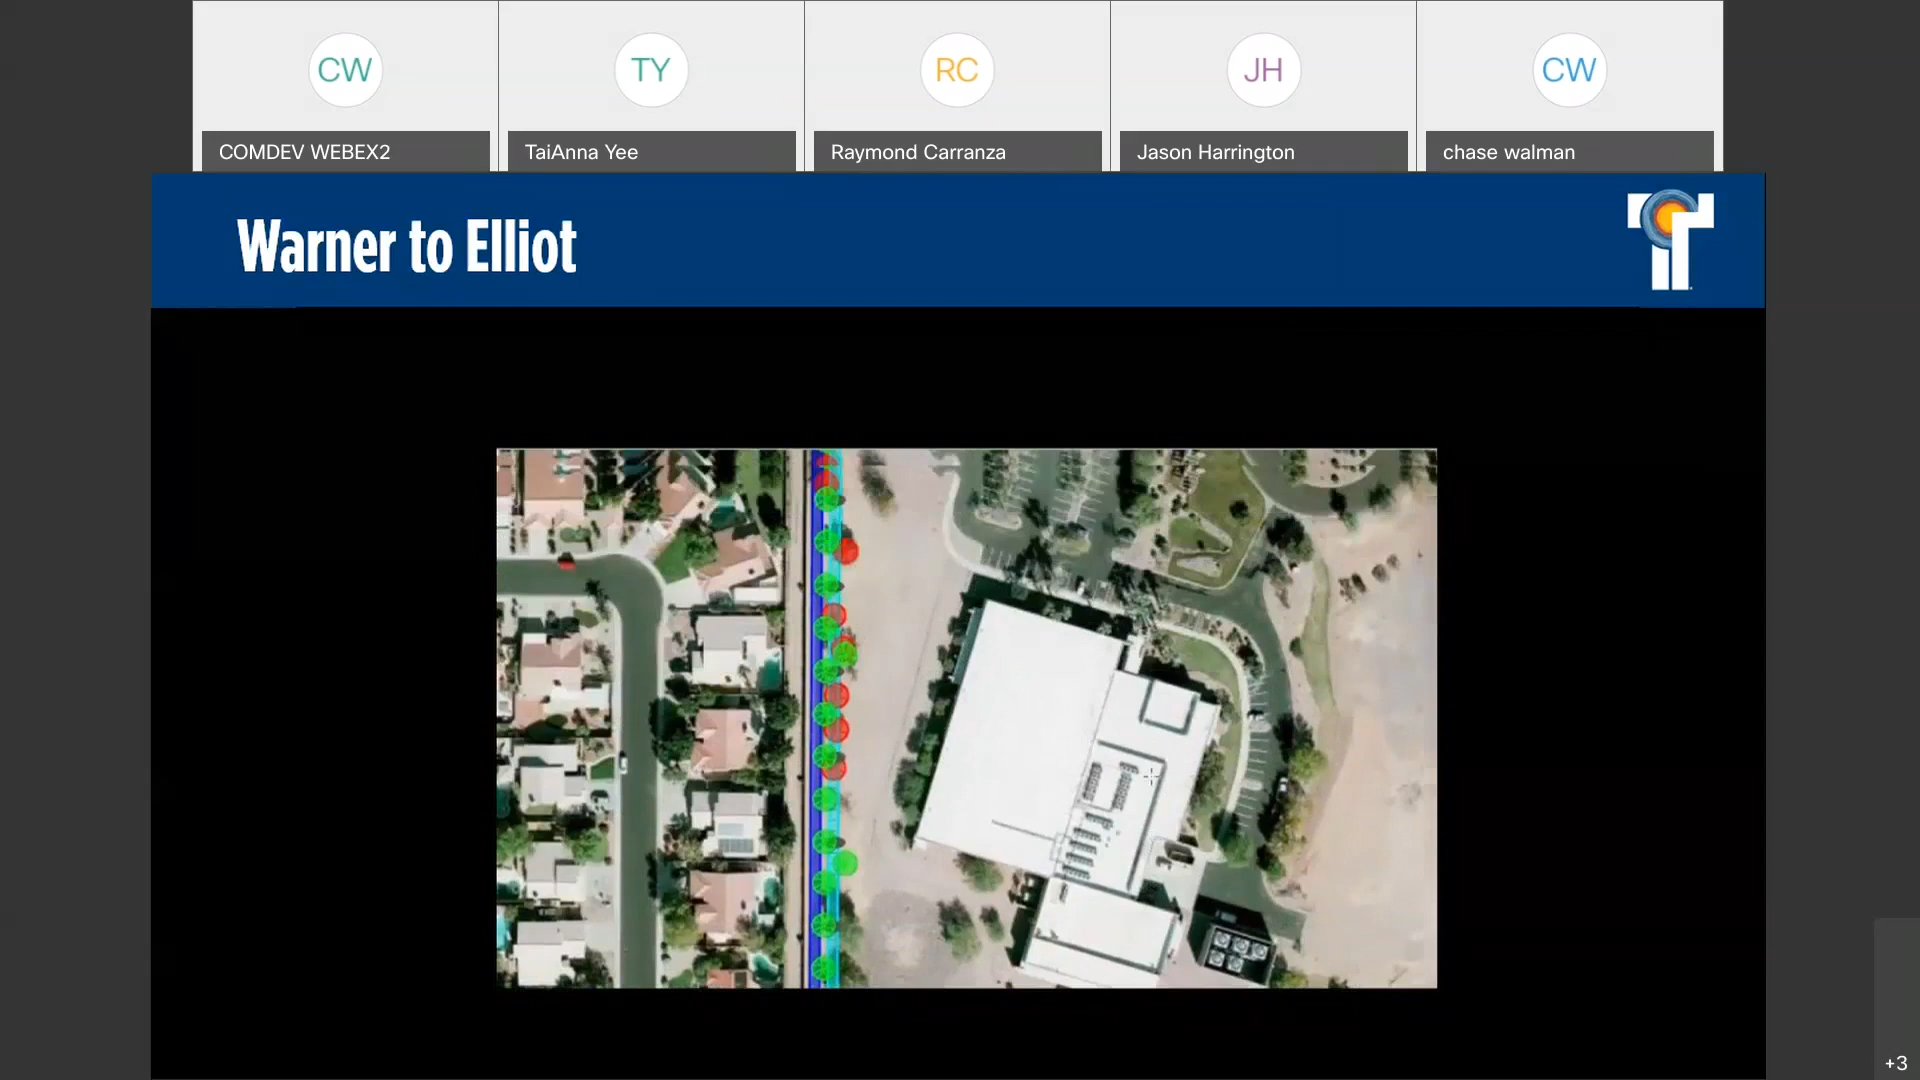 CW
TY
RC
JH
CW
COMDEV WEBEX2
TaiAnna Yee
Raymond Carranza
Jason Harrington
chase walman
Warner to Elliot
+3